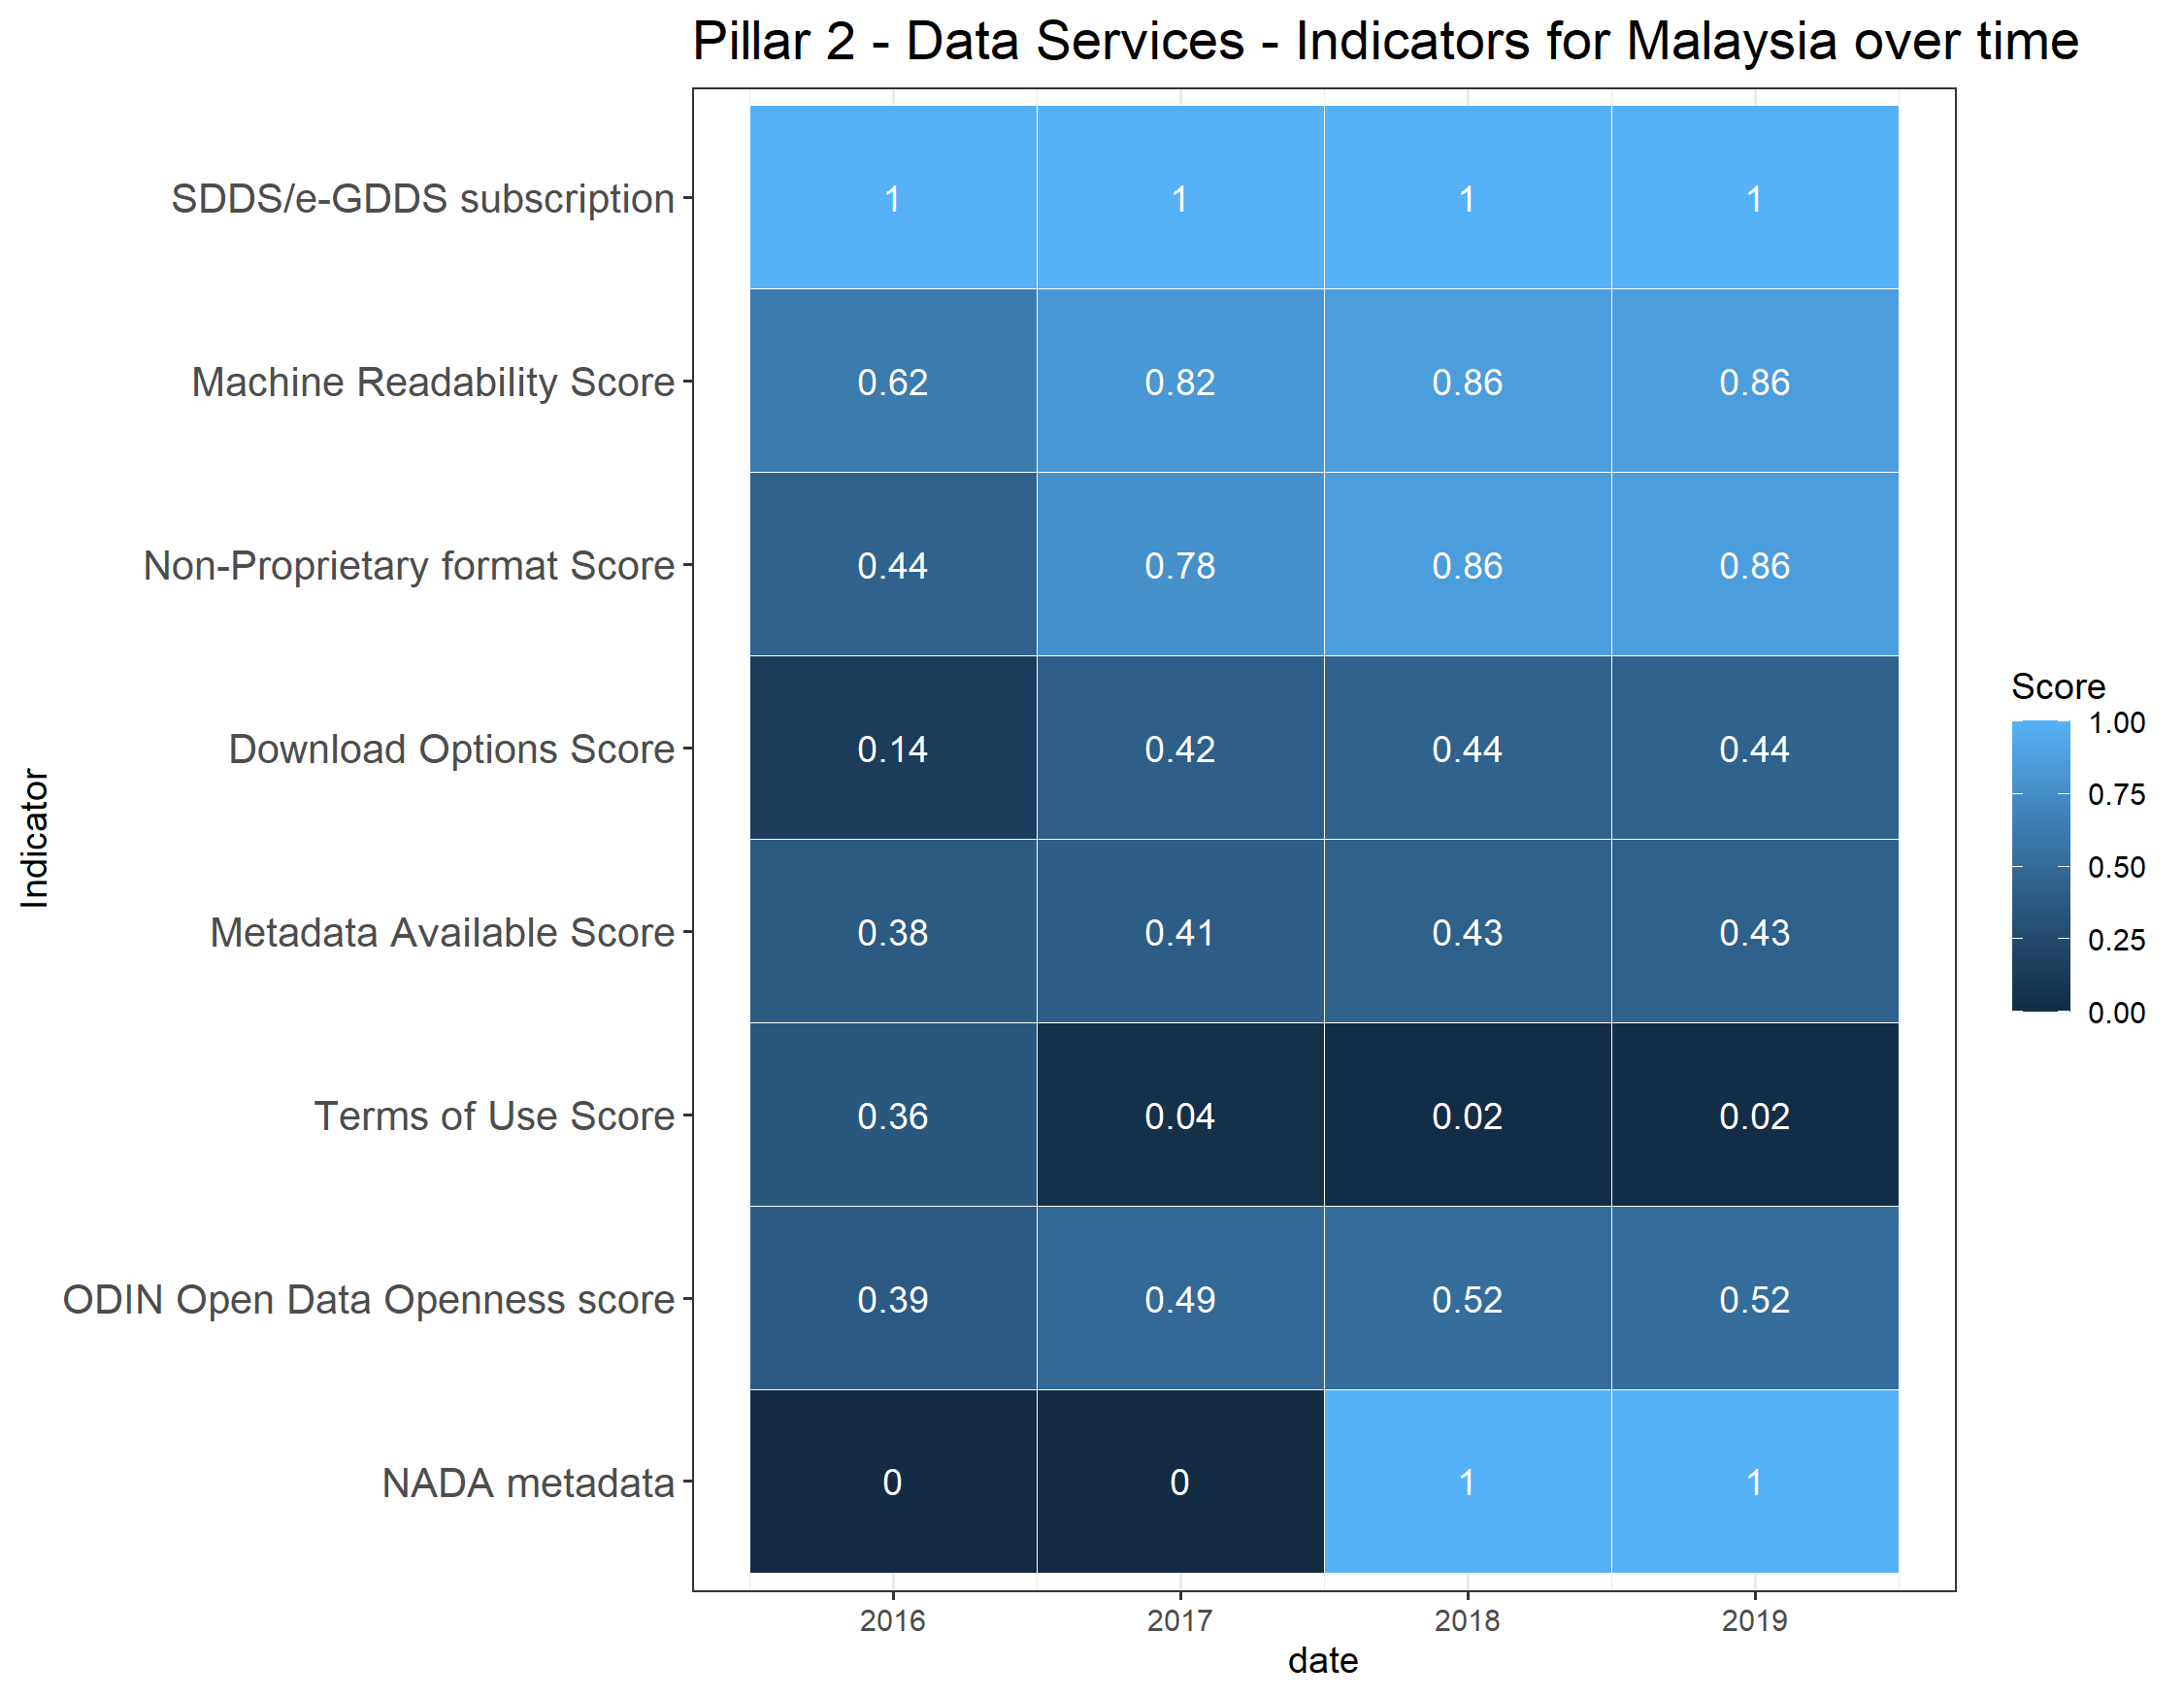 Pillar 2 - Data Services - Indicators for Malaysia over time
Indicator
SDDS/e-GDDS subscription 1 1 1 1
Machine Readability Score 0.62 0.82 0.86 0.86
Non-Proprietary format Score 0.44 0.78 0.86 0.86
Download Options Score 0.14 0.42 0.44 0.44
Metadata Available Score 0.38 0.41 0.43 0.43
Terms of Use Score 0.36 0.04 0.02 0.02
ODIN Open Data Openness score 0.39 0.49 0.52 0.52
NADA metadata 0 0 1 1
2016 2017 2018 2019
date
Score
1.00
0.75
0.50
0.25
0.00